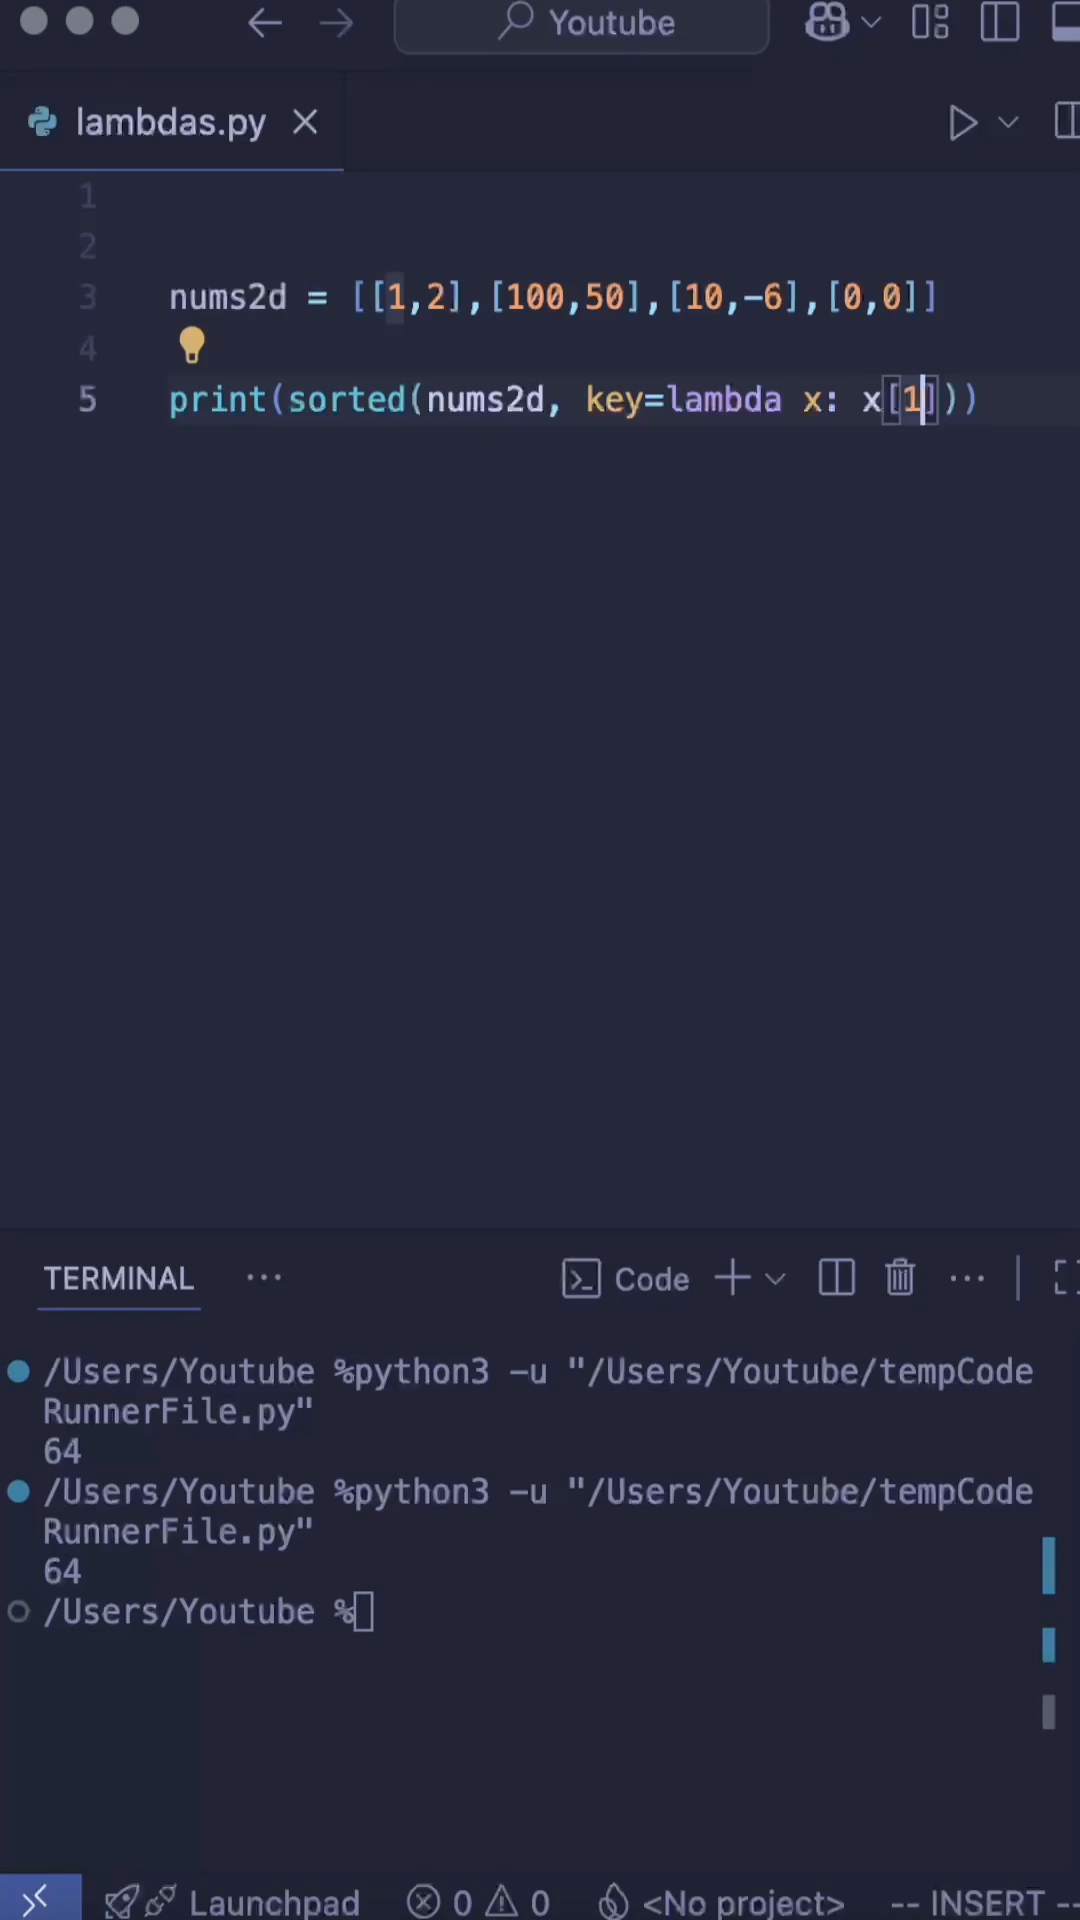 Youtube
lambdas.py
1
2
3 nums2d = [[1,2],[100,50],[10,-6],[0,0]]
4
5 print(sorted(nums2d, key=lambda x: x[1]))
TERMINAL ··· Code
/Users/Youtube %python3 -u "/Users/Youtube/tempCode
RunnerFile.py"
64
/Users/Youtube %python3 -u "/Users/Youtube/tempCode
RunnerFile.py"
64
/Users/Youtube %
Launchpad 0 0 <No project> -- INSERT --